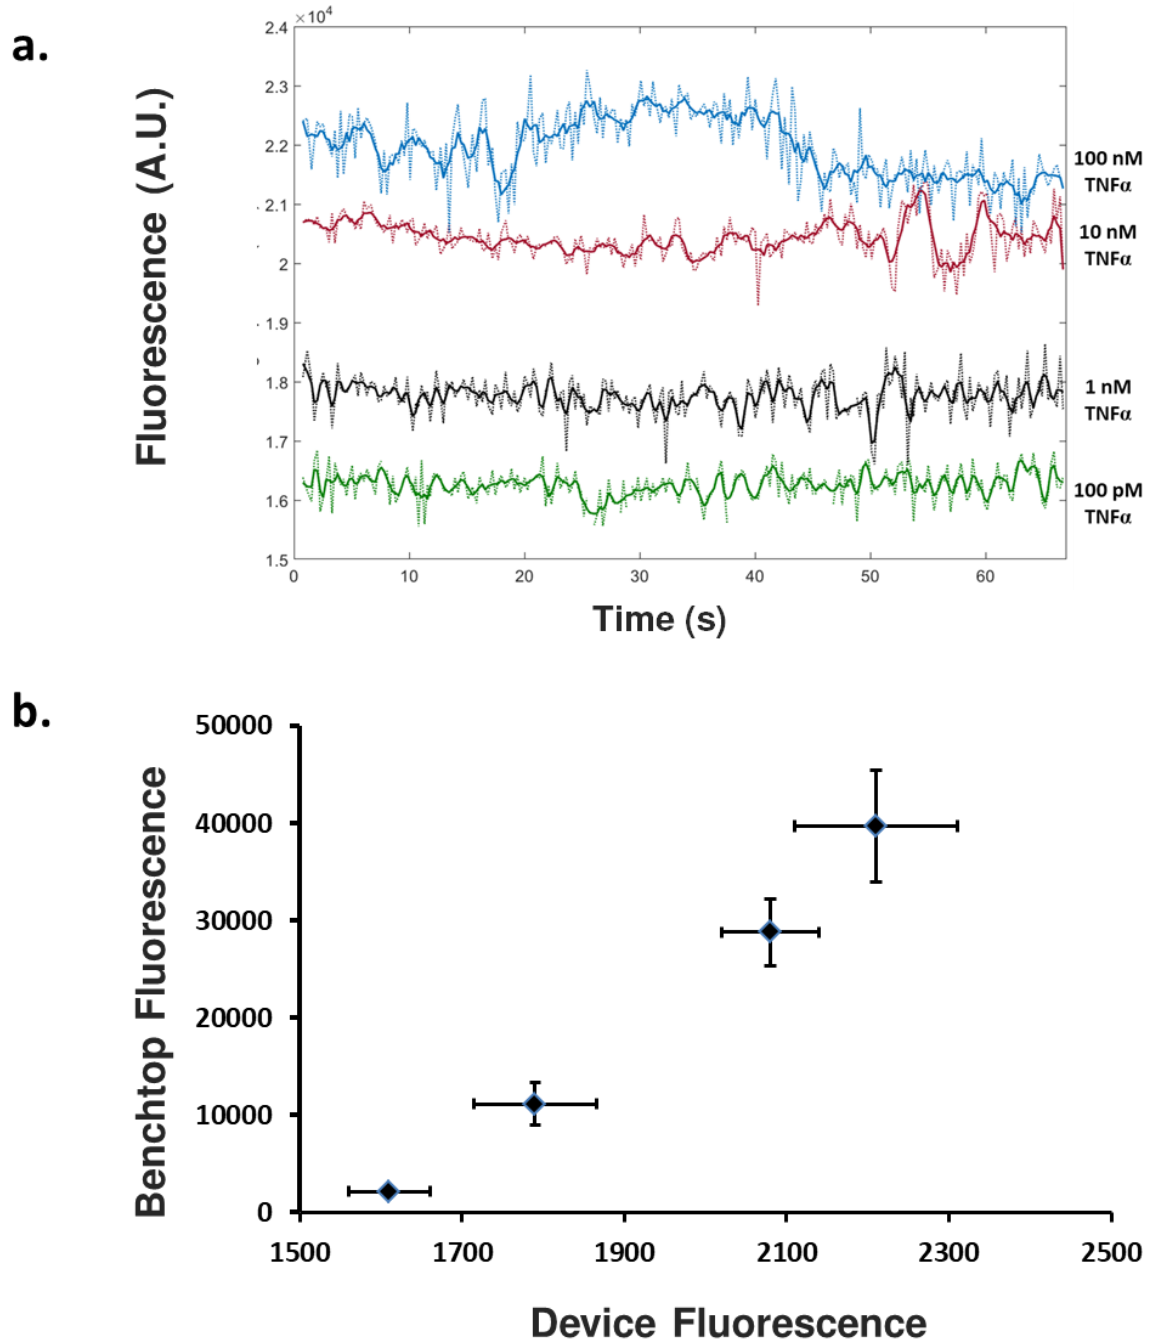 a.
×10⁴
2.4
2.3
2.2
2.1
2
1.9
1.8
1.7
1.6
1.5
Fluorescence (A.U.)
100 nM
TNFα
10 nM
TNFα
1 nM
TNFα
100 pM
TNFα
0 10 20 30 40 50 60
Time (s)
b.
50000
40000
30000
20000
10000
0
Benchtop Fluorescence
1500 1700 1900 2100 2300 2500
Device Fluorescence